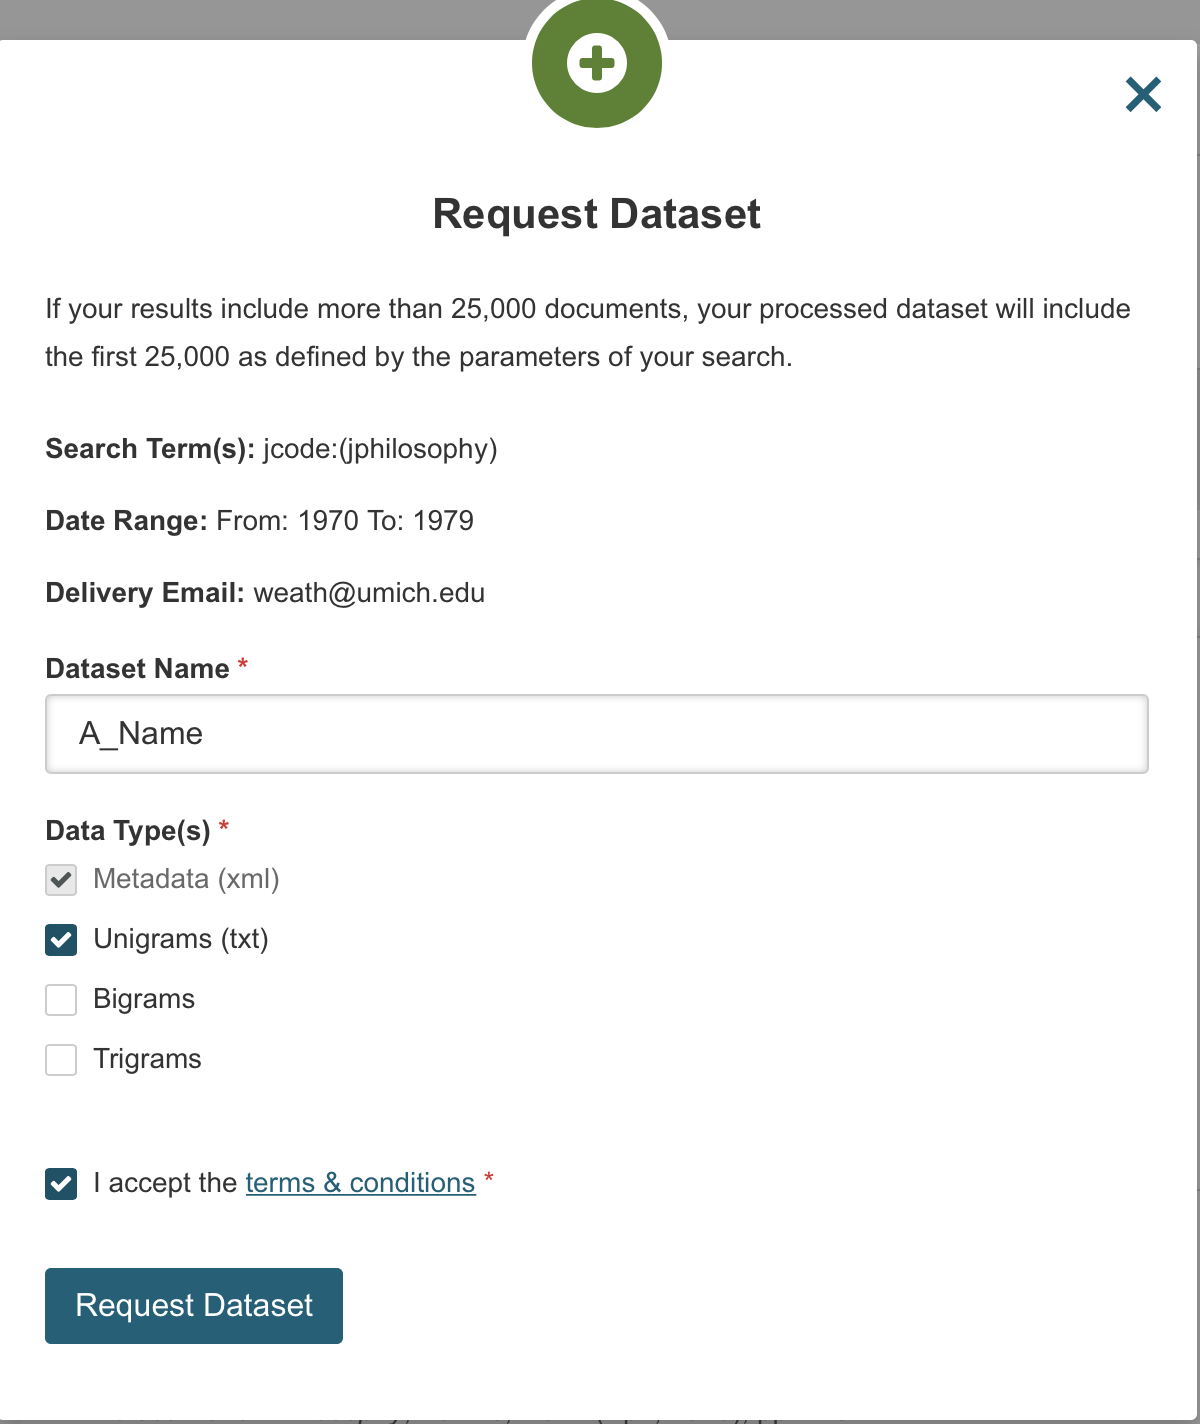 Request Dataset
If your results include more than 25,000 documents, your processed dataset will include
the first 25,000 as defined by the parameters of your search.
Search Term(s): jcode:(jphilosophy)
Date Range: From: 1970 To: 1979
Delivery Email: weath@umich.edu
Dataset Name *
A_Name
Data Type(s) *
Metadata (xml)
Unigrams (txt)
Bigrams
Trigrams
I accept the terms & conditions *
Request Dataset